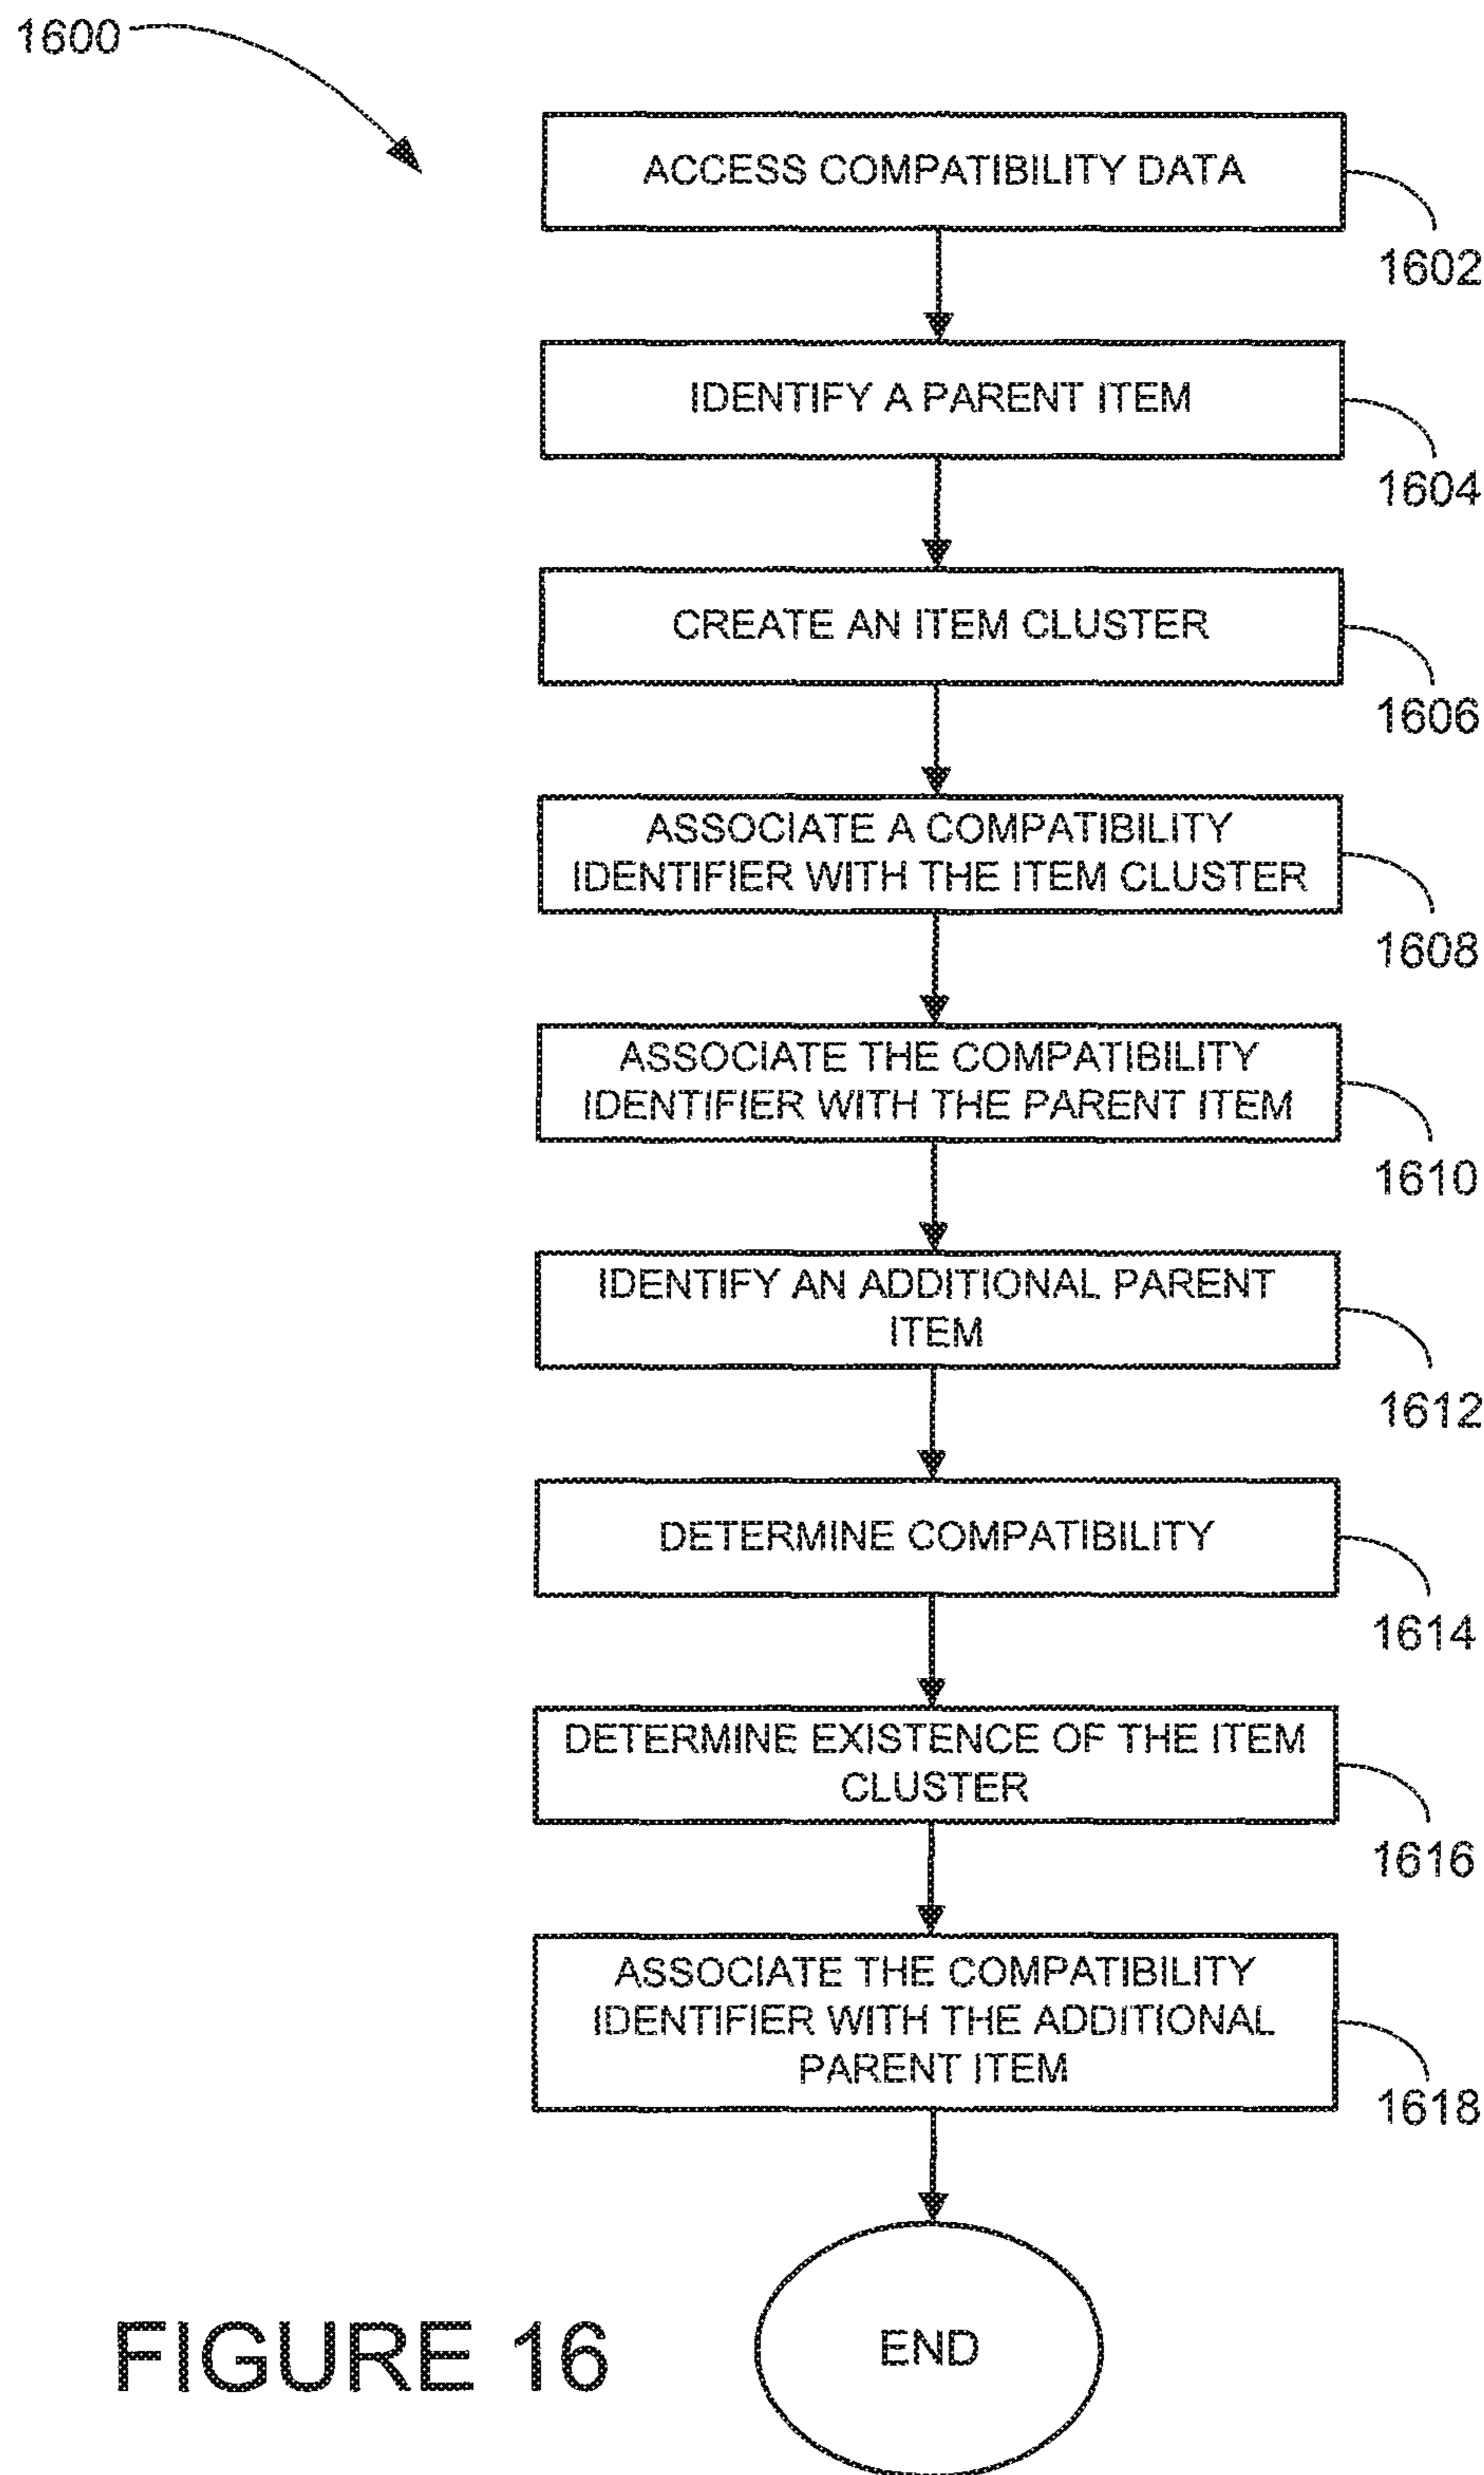 1600
ACCESS COMPATIBILITY DATA
1602
IDENTIFY A PARENT ITEM
1604
CREATE AN ITEM CLUSTER
1606
ASSOCIATE A COMPATIBILITY
IDENTIFIER WITH THE ITEM CLUSTER
1608
ASSOCIATE THE COMPATIBILITY
IDENTIFIER WITH THE PARENT ITEM
1610
IDENTIFY AN ADDITIONAL PARENT
ITEM
1612
DETERMINE COMPATIBILITY
1614
DETERMINE EXISTENCE OF THE ITEM
CLUSTER
1616
ASSOCIATE THE COMPATIBILITY
IDENTIFIER WITH THE ADDITIONAL
PARENT ITEM
1618
END
FIGURE 16